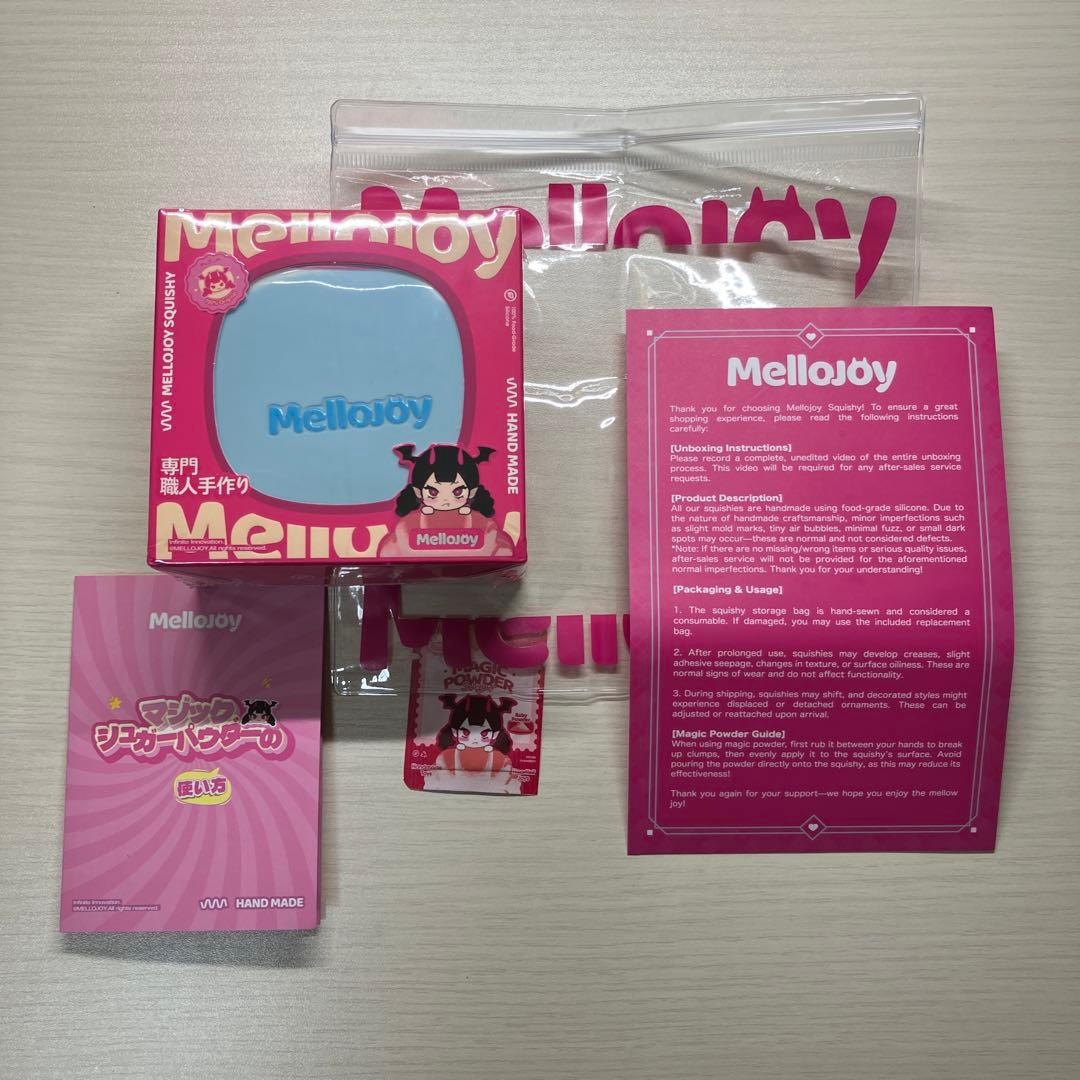 Mellojoy
Mellojoy
MELLOJOY SQUISHY
100% Food-Grade
Silicone
HAND MADE
Mellojoy
専門
職人手作り
Mellojoy
Infinite Innovation.
©MELLOJOY.All rights reserved.
Mellojoy
Thank you for choosing Mellojoy Squishy! To ensure a great
shopping experience, please read the following instructions
carefully:
[Unboxing Instructions]
Please record a complete, unedited video of the entire unboxing
process. This video will be required for any after-sales service
requests.
[Product Description]
All our squishies are handmade using food-grade silicone. Due to
the nature of handmade craftsmanship, minor imperfections such
as slight mold marks, tiny air bubbles, minimal fuzz, or small dark
spots may occur—these are normal and not considered defects.
*Note: If there are no missing/wrong items or serious quality issues,
after-sales service will not be provided for the aforementioned
normal imperfections. Thank you for your understanding!
[Packaging & Usage]
1. The squishy storage bag is hand-sewn and considered a
consumable. If damaged, you may use the included replacement
bag.
2. After prolonged use, squishies may develop creases, slight
adhesive seepage, changes in texture, or surface oiliness. These are
normal signs of wear and do not affect functionality.
3. During shipping, squishies may shift, and decorated styles might
experience displaced or detached ornaments. These can be
adjusted or reattached upon arrival.
[Magic Powder Guide]
When using magic powder, first rub it between your hands to break
up clumps, then evenly apply it to the squishy's surface. Avoid
pouring the powder directly onto the squishy, as this may reduce its
effectiveness!
Thank you again for your support—we hope you enjoy the mellow
joy!
Mellojoy
マジック
シュガーパウダーの
使い方
Infinite Innovation.
©MELLOJOY.All rights reserved.
HAND MADE
MAGIC
POWDER
Baby
Powder